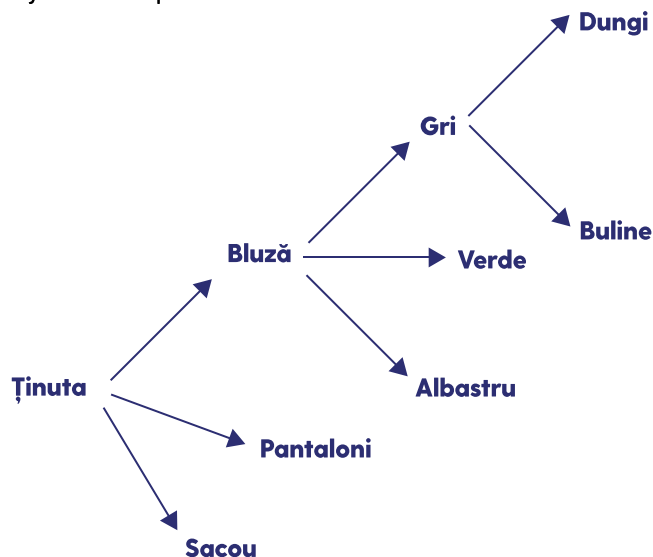 Dungi
Gri
Buline
Bluză
Verde
Ținuta
Albastru
Pantaloni
Sacou